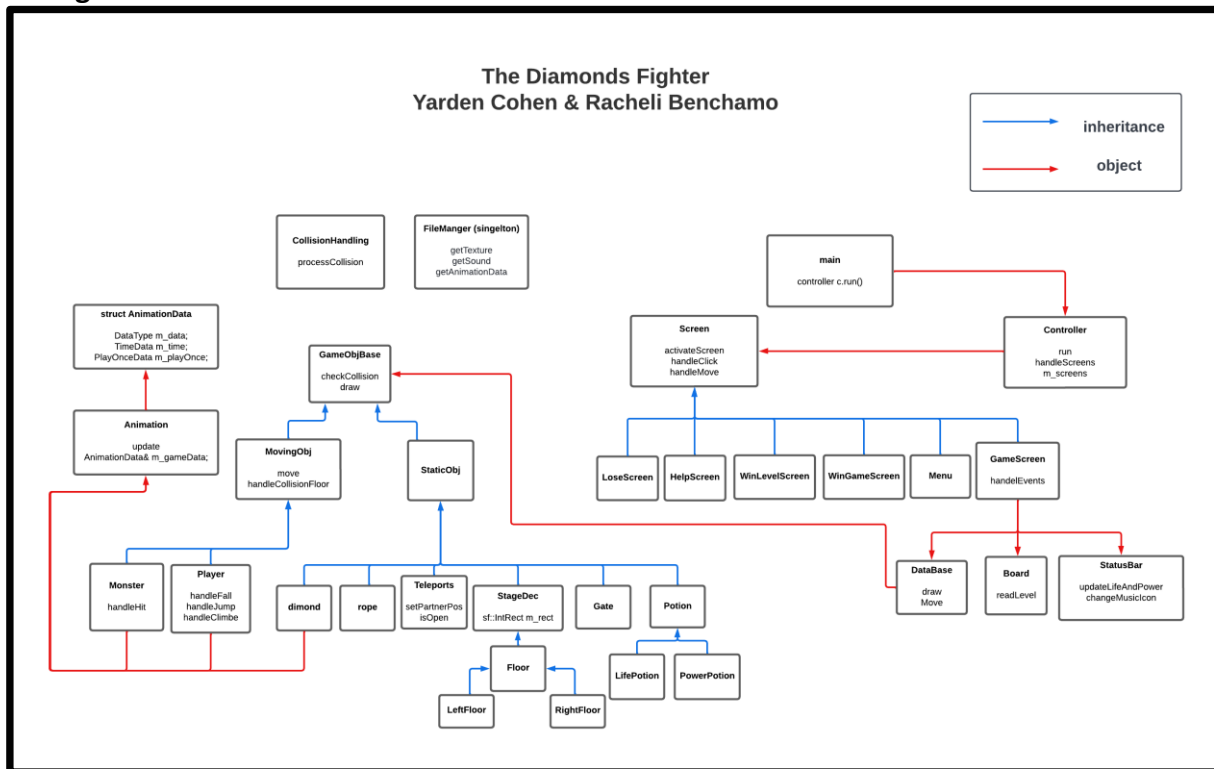 The Diamonds Fighter
Yarden Cohen & Racheli Benchamo
inheritance
object
CollisionHandling
processCollision
FileManger (singelton)
getTexture
getSound
getAnimationData
main
controller c.run()
struct AnimationData
DataType m_data;
TimeData m_time;
PlayOnceData m_playOnce;
Screen
activateScreen
handleClick
handleMove
Controller
run
handleScreens
m_screens
GameObjBase
checkCollision
draw
Animation
update
AnimationData& m_gameData;
MovingObj
move
handleCollisionFloor
StaticObj
LoseScreen
HelpScreen
WinLevelScreen
WinGameScreen
Menu
GameScreen
handelEvents
Monster
handleHit
Player
handleFall
handleJump
handleClimbe
dimond
rope
Teleports
setPartnerPos
isOpen
StageDec
sf::IntRect m_rect
Gate
Potion
DataBase
draw
Move
Board
readLevel
StatusBar
updateLifeAndPower
changeMusicIcon
Floor
LifePotion
PowerPotion
LeftFloor
RightFloor